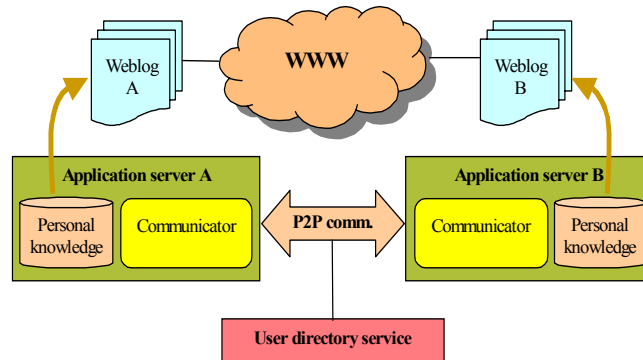 Weblog
A
WWW
Weblog
B
Application server A
Application server B
Personal
knowledge
Communicator
P2P comm.
Communicator
Personal
knowledge
User directory service